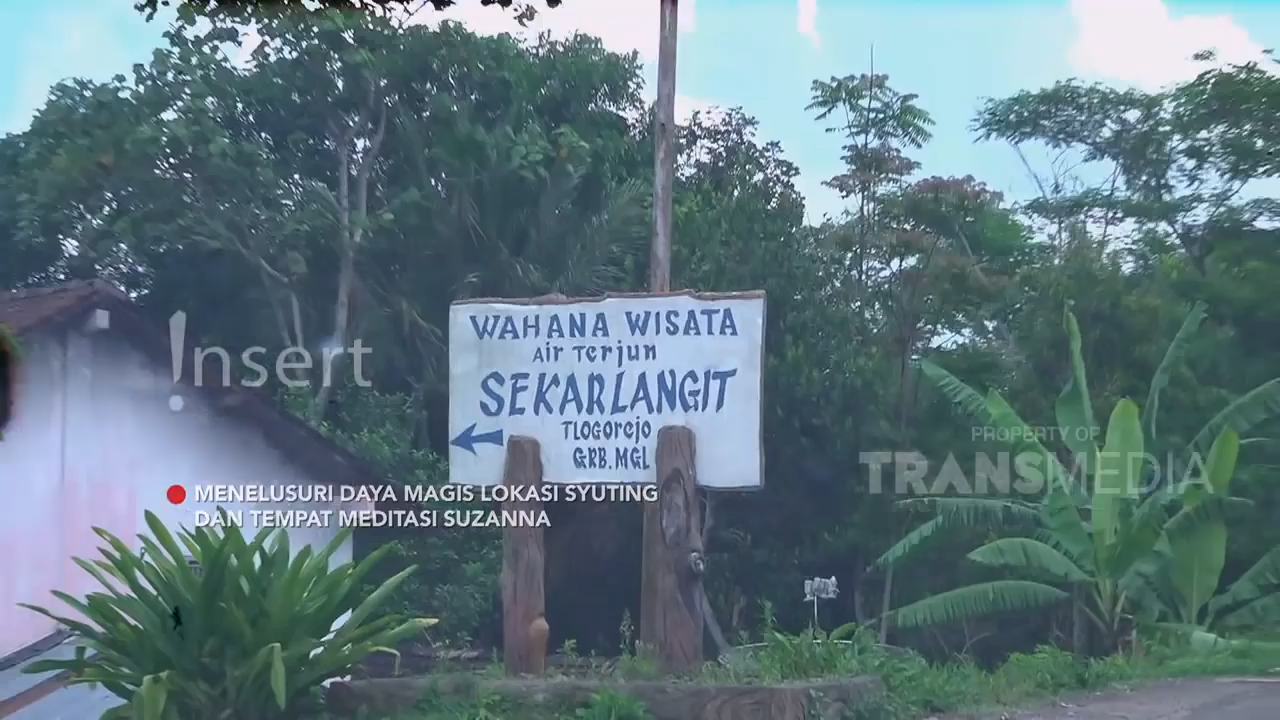 WAHANA WISATA
Air Terjun
SEKARLANGIT
TLOGOrejo
GRB. MGL
!nsert
PROPERTY OF
TRANSMEDIA
MENELUSURI DAYA MAGIS LOKASI SYUTING
DAN TEMPAT MEDITASI SUZANNA